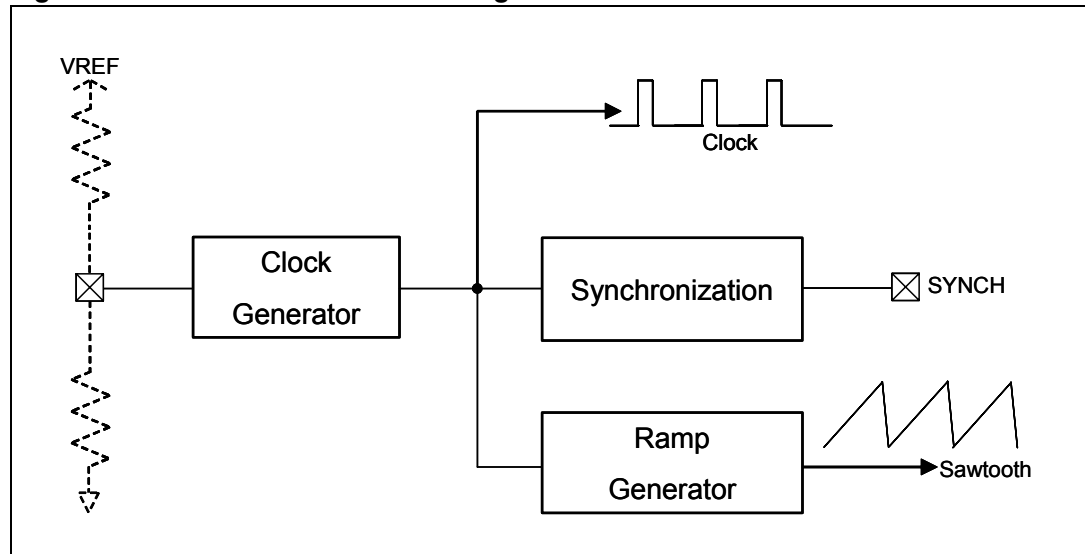 VREF
Clock
Clock
Generator
Synchronization
SYNCH
Ramp
Generator
Sawtooth